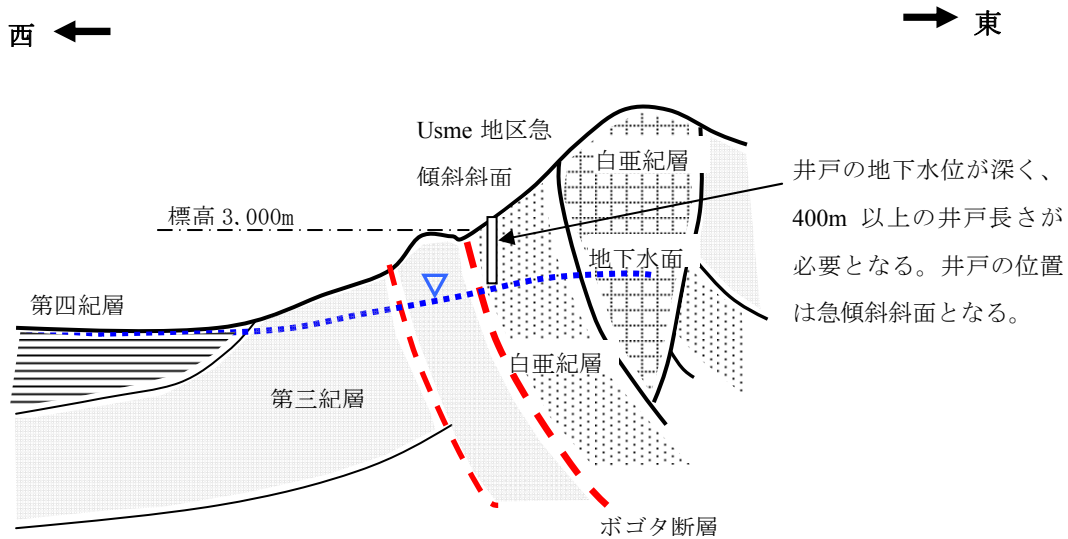 西
東
Usme 地区急
傾斜斜面
白亜紀層
井戸の地下水位が深く、
400m 以上の井戸長さが
必要となる。井戸の位置
は急傾斜斜面となる。
標高 3.000m
地下水面
第四紀層
白亜紀層
第三紀層
ボゴタ断層